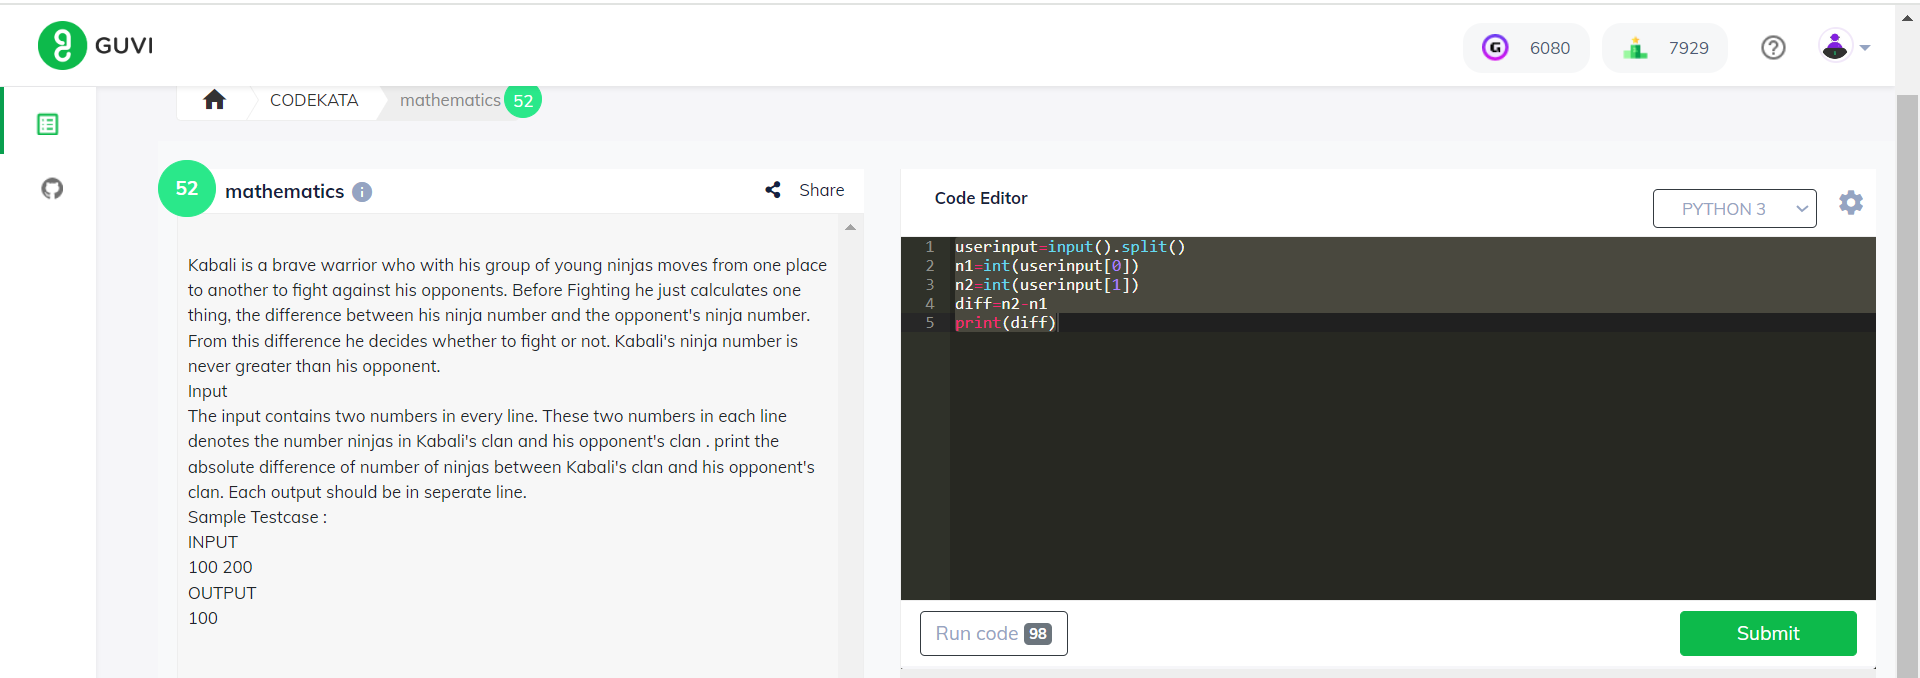 GUVI
6080
7929
CODEKATA
mathematics 52
52 mathematics
Share
Kabali is a brave warrior who with his group of young ninjas moves from one place
to another to fight against his opponents. Before Fighting he just calculates one
thing, the difference between his ninja number and the opponent's ninja number.
From this difference he decides whether to fight or not. Kabali's ninja number is
never greater than his opponent.
Input
The input contains two numbers in every line. These two numbers in each line
denotes the number ninjas in Kabali's clan and his opponent's clan . print the
absolute difference of number of ninjas between Kabali's clan and his opponent's
clan. Each output should be in seperate line.
Sample Testcase :
INPUT
100 200
OUTPUT
100
Code Editor
PYTHON 3
1 userinput=input().split()
2 n1=int(userinput[0])
3 n2=int(userinput[1])
4 diff=n2-n1
5 print(diff)
Run code 98
Submit